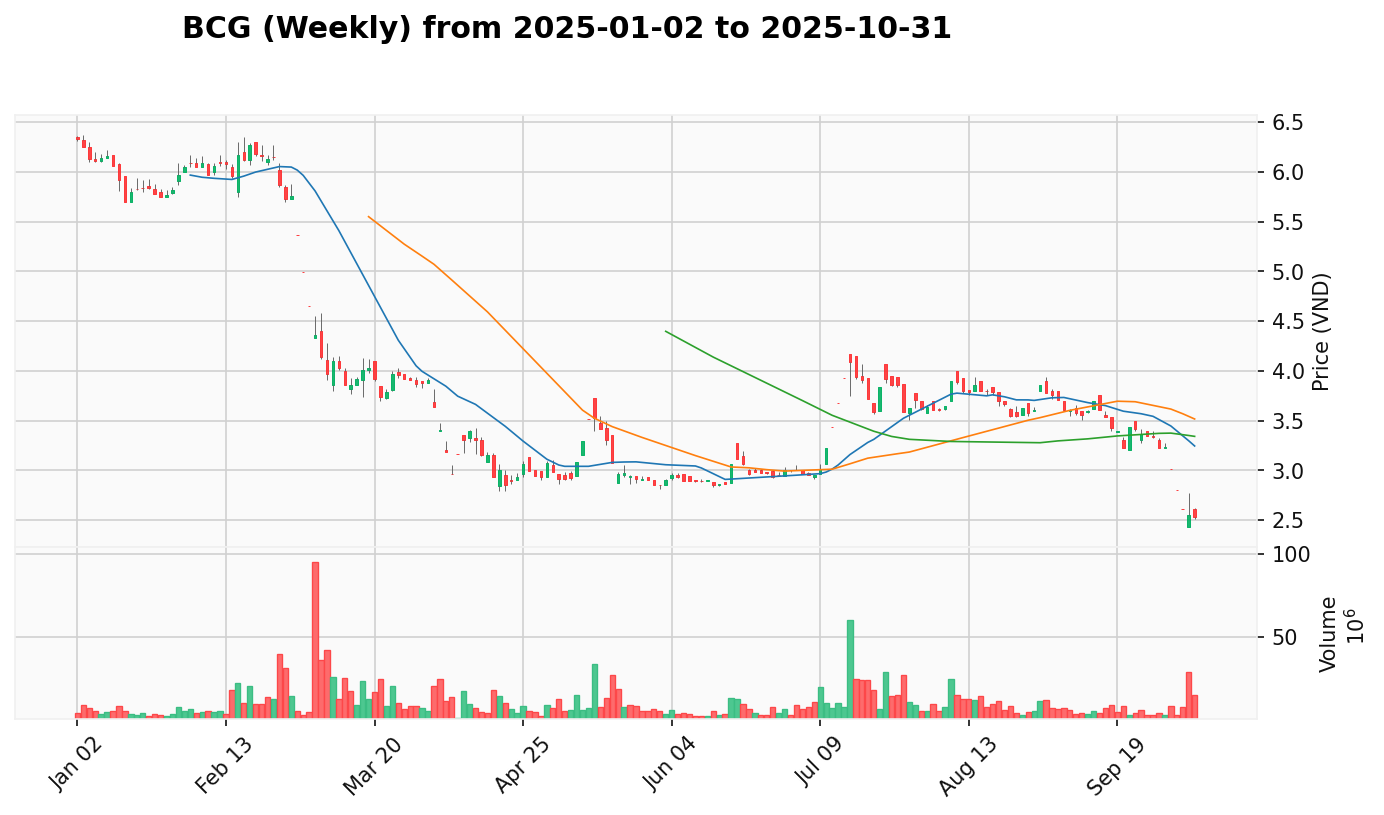 BCG (Weekly) from 2025-01-02 to 2025-10-31
6.5
6.0
5.5
5.0
4.5
4.0
3.5
3.0
2.5
Price (VND)
100
50
Volume
10⁶
Jan 02
Feb 13
Mar 20
Apr 25
Jun 04
Jul 09
Aug 13
Sep 19